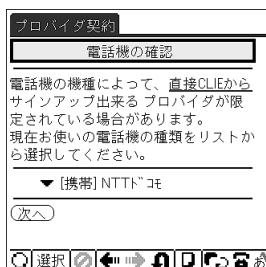 プロバイダ契約
電話機の確認
電話機の機種によって、直接CLIEから
サインアップ出来る プロバイダが限
定されている場合があります。
現在お使いの電話機の種類をリストか
ら選択してください。
▼ [携帯] NTTﾄﾞｺﾓ
次へ
選択
あ